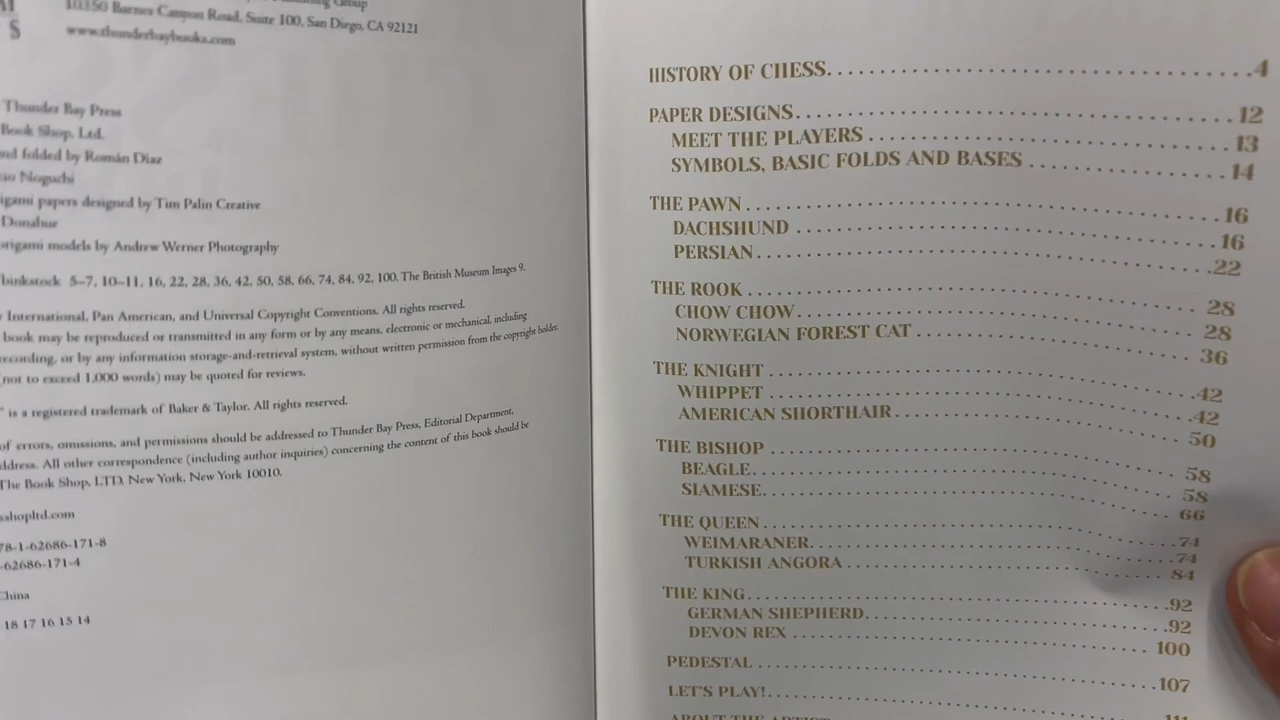 10350 Barnes Canyon Road, Suite 100, San Diego, CA 92121
www.thunderbaybooks.com
Thunder Bay Press
Book Shop, Ltd.
folded by Román Díaz
Noguchi
papers designed by Tim Palin Creative
Donahue
origami models by Andrew Werner Photography
5–7, 10–11, 16, 22, 28, 36, 42, 50, 58, 66, 74, 84, 92, 100. The British Museum Images 9.
International, Pan American, and Universal Copyright Conventions. All rights reserved.
book may be reproduced or transmitted in any form or by any means, electronic or mechanical, including
recording, or by any information storage-and-retrieval system, without written permission from the copyright holder.
(not to exceed 1,000 words) may be quoted for reviews.
" is a registered trademark of Baker & Taylor. All rights reserved.
of errors, omissions, and permissions should be addressed to Thunder Bay Press, Editorial Department,
address. All other correspondence (including author inquiries) concerning the content of this book should be
The Book Shop, LTD, New York, New York 10010.
shopltd.com
78-1-62686-171-8
-62686-171-4
China
18 17 16 15 14
HISTORY OF CHESS. . . . 4
PAPER DESIGNS. . . . 12
MEET THE PLAYERS . . . . 13
SYMBOLS, BASIC FOLDS AND BASES . . . . 14
THE PAWN . . . . 16
DACHSHUND . . . . 16
PERSIAN . . . . 22
THE ROOK . . . . 28
CHOW CHOW . . . . 28
NORWEGIAN FOREST CAT . . . . 36
THE KNIGHT . . . . 42
WHIPPET . . . . 42
AMERICAN SHORTHAIR . . . . 50
THE BISHOP . . . . 58
BEAGLE. . . . 58
SIAMESE. . . . 66
THE QUEEN . . . . 74
WEIMARANER. . . . 74
TURKISH ANGORA . . . . 84
THE KING . . . . 92
GERMAN SHEPHERD. . . . 92
DEVON REX . . . . 100
PEDESTAL . . . . 107
LET'S PLAY! . . . . 111
ABOUT THE ARTIST